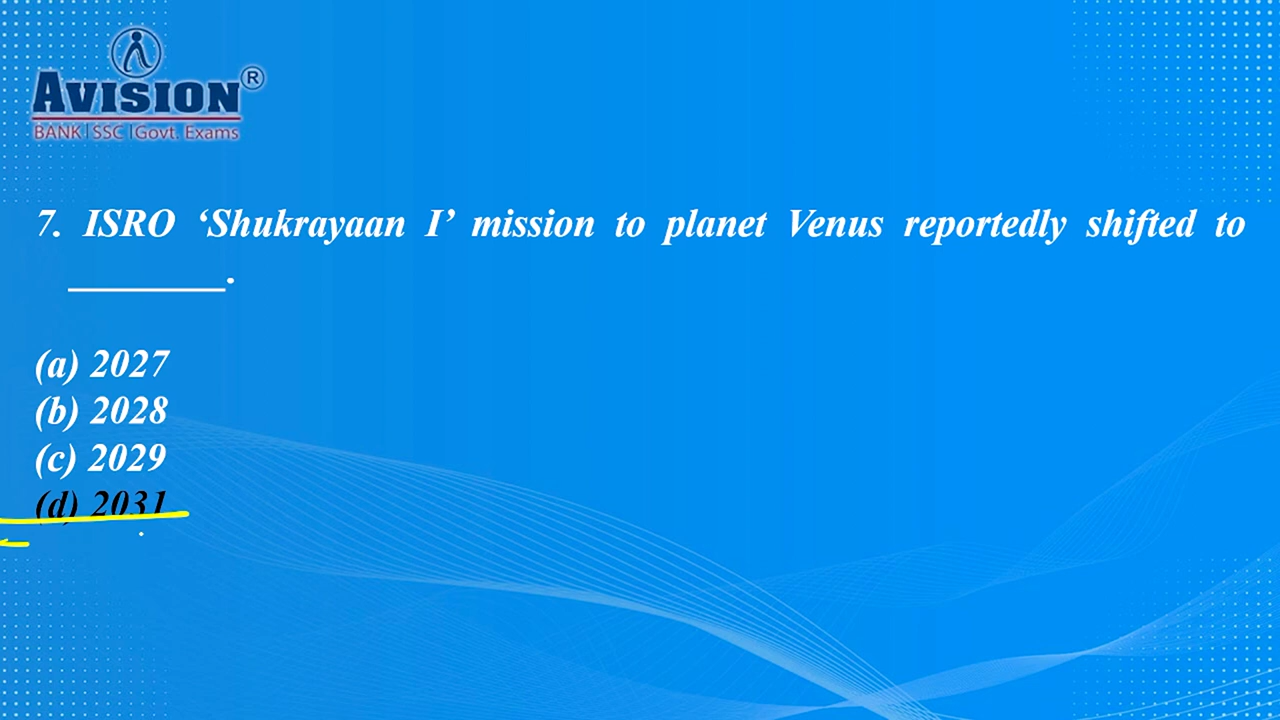 AVISION®
BANK | SSC | Govt. Exams
7. ISRO ‘Shukrayaan I’ mission to planet Venus reportedly shifted to
________.
(a) 2027
(b) 2028
(c) 2029
(d) 2031